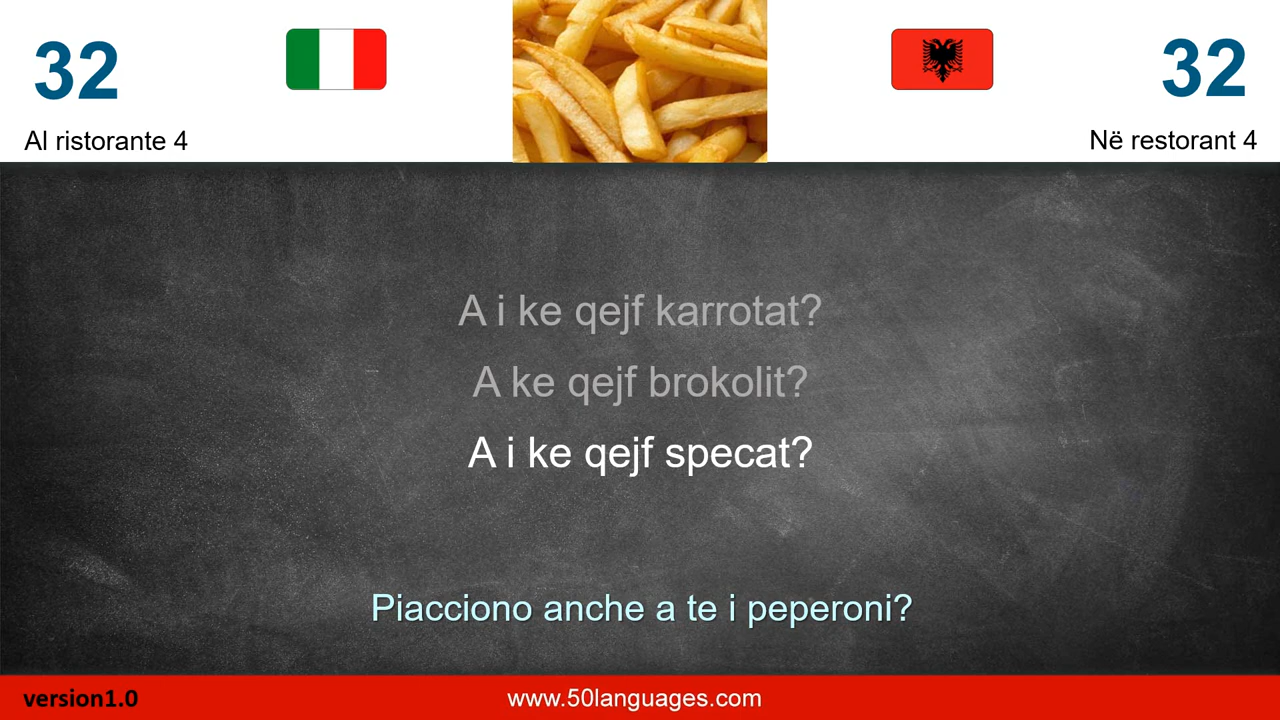 32
32
Al ristorante 4
Në restorant 4
A i ke qejf karrotat?
A ke qejf brokolit?
A i ke qejf specat?
Piacciono anche a te i peperoni?
version1.0
www.50languages.com